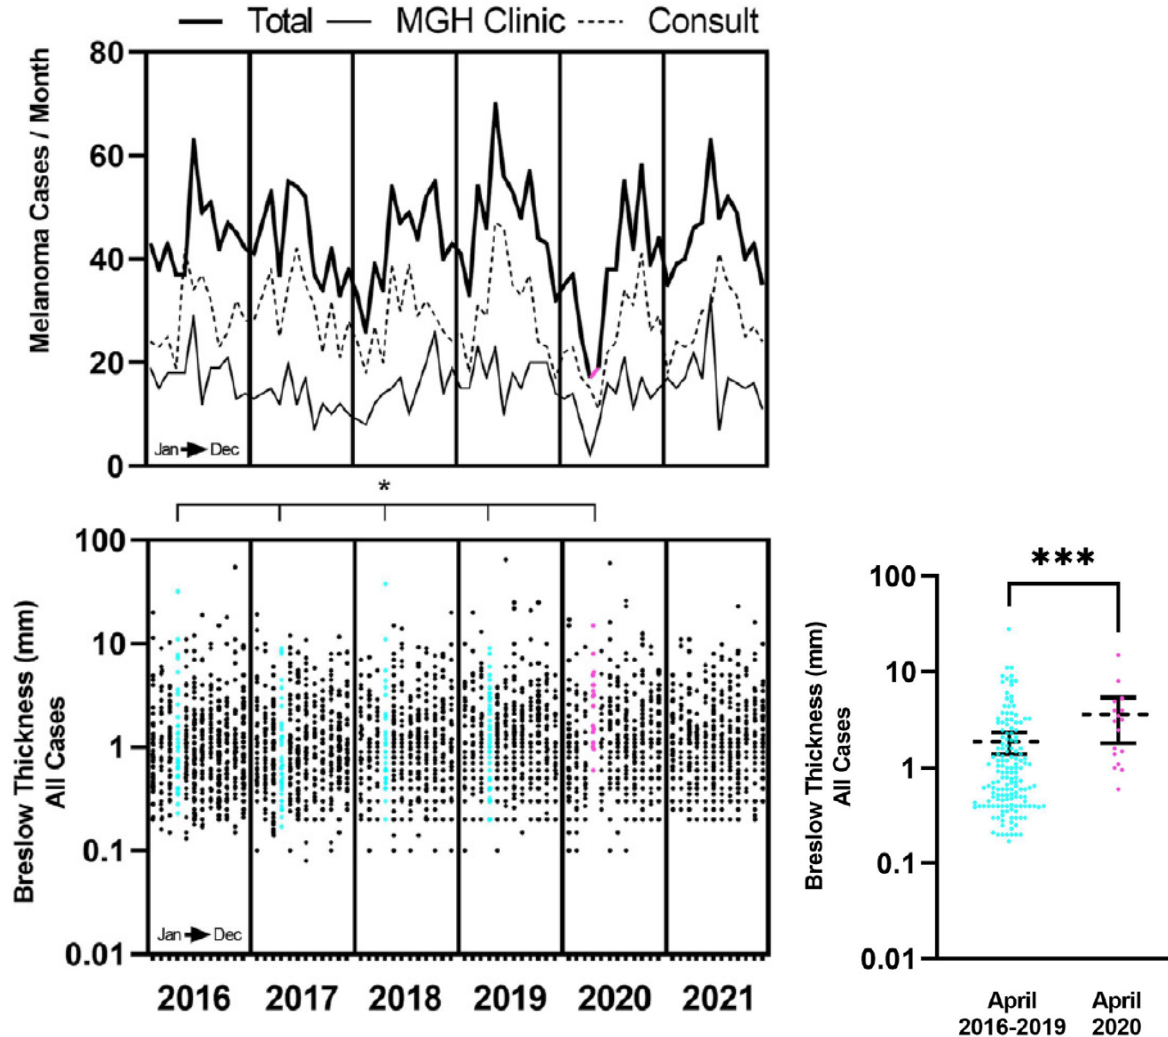 Total MGH Clinic Consult
Melanoma Cases / Month
80
60
40
20
0
Jan Dec
*
Breslow Thickness (mm)
All Cases
100
10
1
0.1
0.01
Jan Dec
2016 2017 2018 2019 2020 2021
***
Breslow Thickness (mm)
All Cases
100
10
1
0.1
0.01
April April
2016-2019 2020